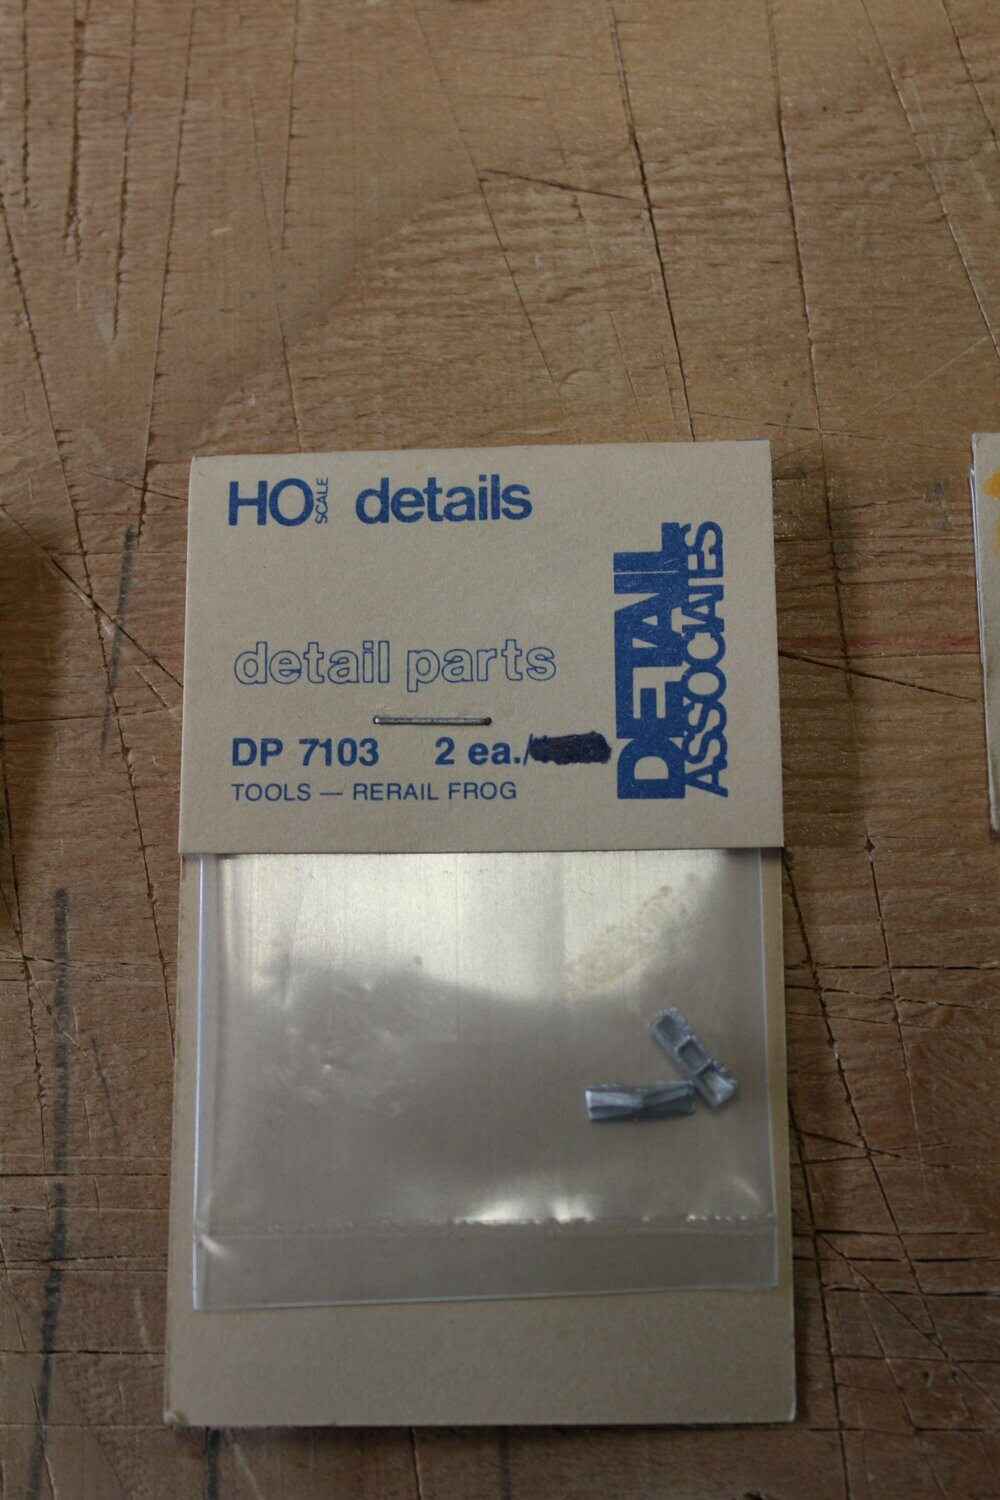 HO SCALE details
detail parts
DP 7103 2 ea./
TOOLS — RERAIL FROG
DETAIL
ASSOCIATES